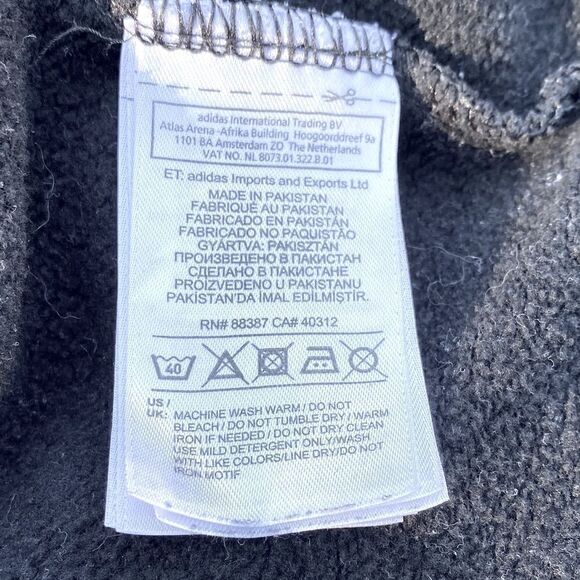 adidas International Trading BV
Atlas Arena -Afrika Building Hoogoorddreef 9a
1101 BA Amsterdam ZO The Netherlands
VAT NO. NL 8073.01.322.B.01
ET: adidas Imports and Exports Ltd
MADE IN PAKISTAN
FABRIQUÉ AU PAKISTAN
FABRICADO EN PAKISTÁN
FABRICADO NO PAQUISTÃO
GYÁRTVA: PAKISZTÁN
ПРОИЗВЕДЕНО В ПАКИСТАН
СДЕЛАНО В ПАКИСТАНЕ
PROIZVEDENO U PAKISTANU
PAKİSTAN'DA İMAL EDİLMİŞTİR.
RN# 88387 CA# 40312
40
US /
UK: MACHINE WASH WARM / DO NOT
BLEACH / DO NOT TUMBLE DRY / WARM
IRON IF NEEDED / DO NOT DRY CLEAN
USE MILD DETERGENT ONLY/WASH
WITH LIKE COLORS/LINE DRY/DO NOT
IRON MOTIF